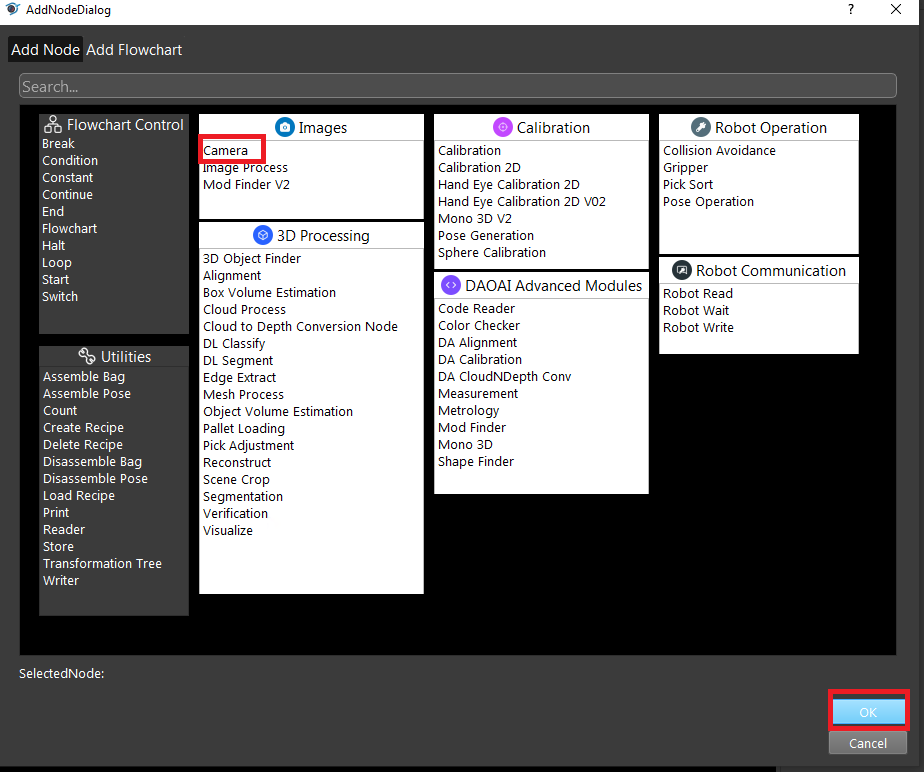 AddNodeDialog
?
Add Node Add Flowchart
Search...
Flowchart Control
Break
Condition
Constant
Continue
End
Flowchart
Halt
Loop
Start
Switch
Utilities
Assemble Bag
Assemble Pose
Count
Create Recipe
Delete Recipe
Disassemble Bag
Disassemble Pose
Load Recipe
Print
Reader
Store
Transformation Tree
Writer
Images
Camera
Image Process
Mod Finder V2
3D Processing
3D Object Finder
Alignment
Box Volume Estimation
Cloud Process
Cloud to Depth Conversion Node
DL Classify
DL Segment
Edge Extract
Mesh Process
Object Volume Estimation
Pallet Loading
Pick Adjustment
Reconstruct
Scene Crop
Segmentation
Verification
Visualize
Calibration
Calibration
Calibration 2D
Hand Eye Calibration 2D
Hand Eye Calibration 2D V02
Mono 3D V2
Pose Generation
Sphere Calibration
DAOAI Advanced Modules
Code Reader
Color Checker
DA Alignment
DA Calibration
DA CloudNDepth Conv
Measurement
Metrology
Mod Finder
Mono 3D
Shape Finder
Robot Operation
Collision Avoidance
Gripper
Pick Sort
Pose Operation
Robot Communication
Robot Read
Robot Wait
Robot Write
SelectedNode:
OK
Cancel